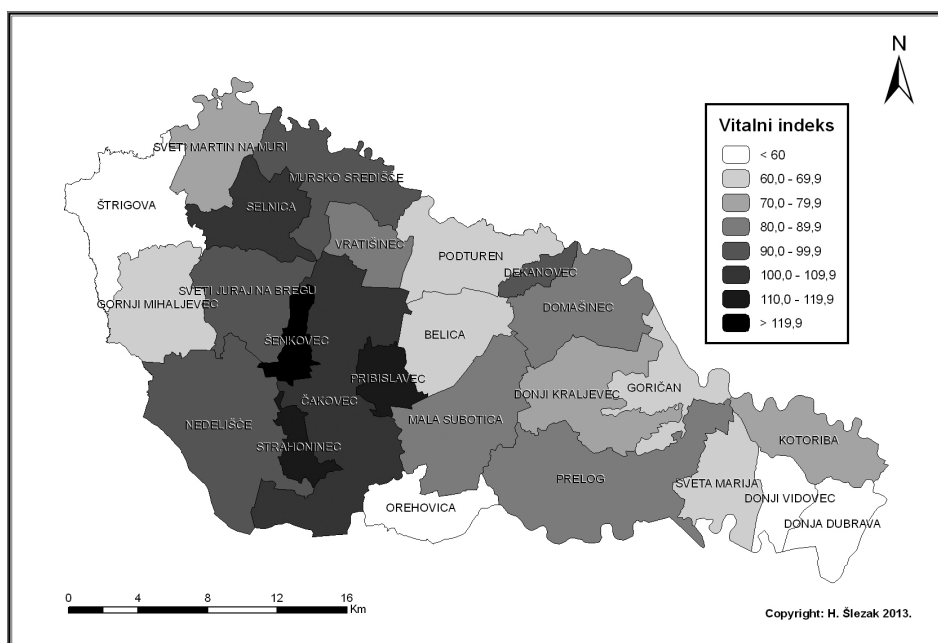 N
Vitalni indeks
< 60
60,0 - 69,9
70,0 - 79,9
80,0 - 89,9
90,0 - 99,9
100,0 - 109,9
110,0 - 119,9
> 119,9
SVETI MARTIN NA MURI
MURSKO SREDIŠĆE
ŠTRIGOVA
SELNICA
VRATIŠINEC
PODTUREN
DEKANOVEC
GORNJI MIHALJEVEC
SVETI JURAJ NA BREGU
DOMAŠINEC
ŠENKOVEC
BELICA
PRIBISLAVEC
ČAKOVEC
DONJI KRALJEVEC
GORIČAN
NEDELIŠĆE
STRAHONINEC
MALA SUBOTICA
KOTORIBA
PRELOG
SVETA MARIJA
OREHOVICA
DONJI VIDOVEC
DONJA DUBRAVA
0 4 8 12 16
Km
Copyright: H. Šlezak 2013.